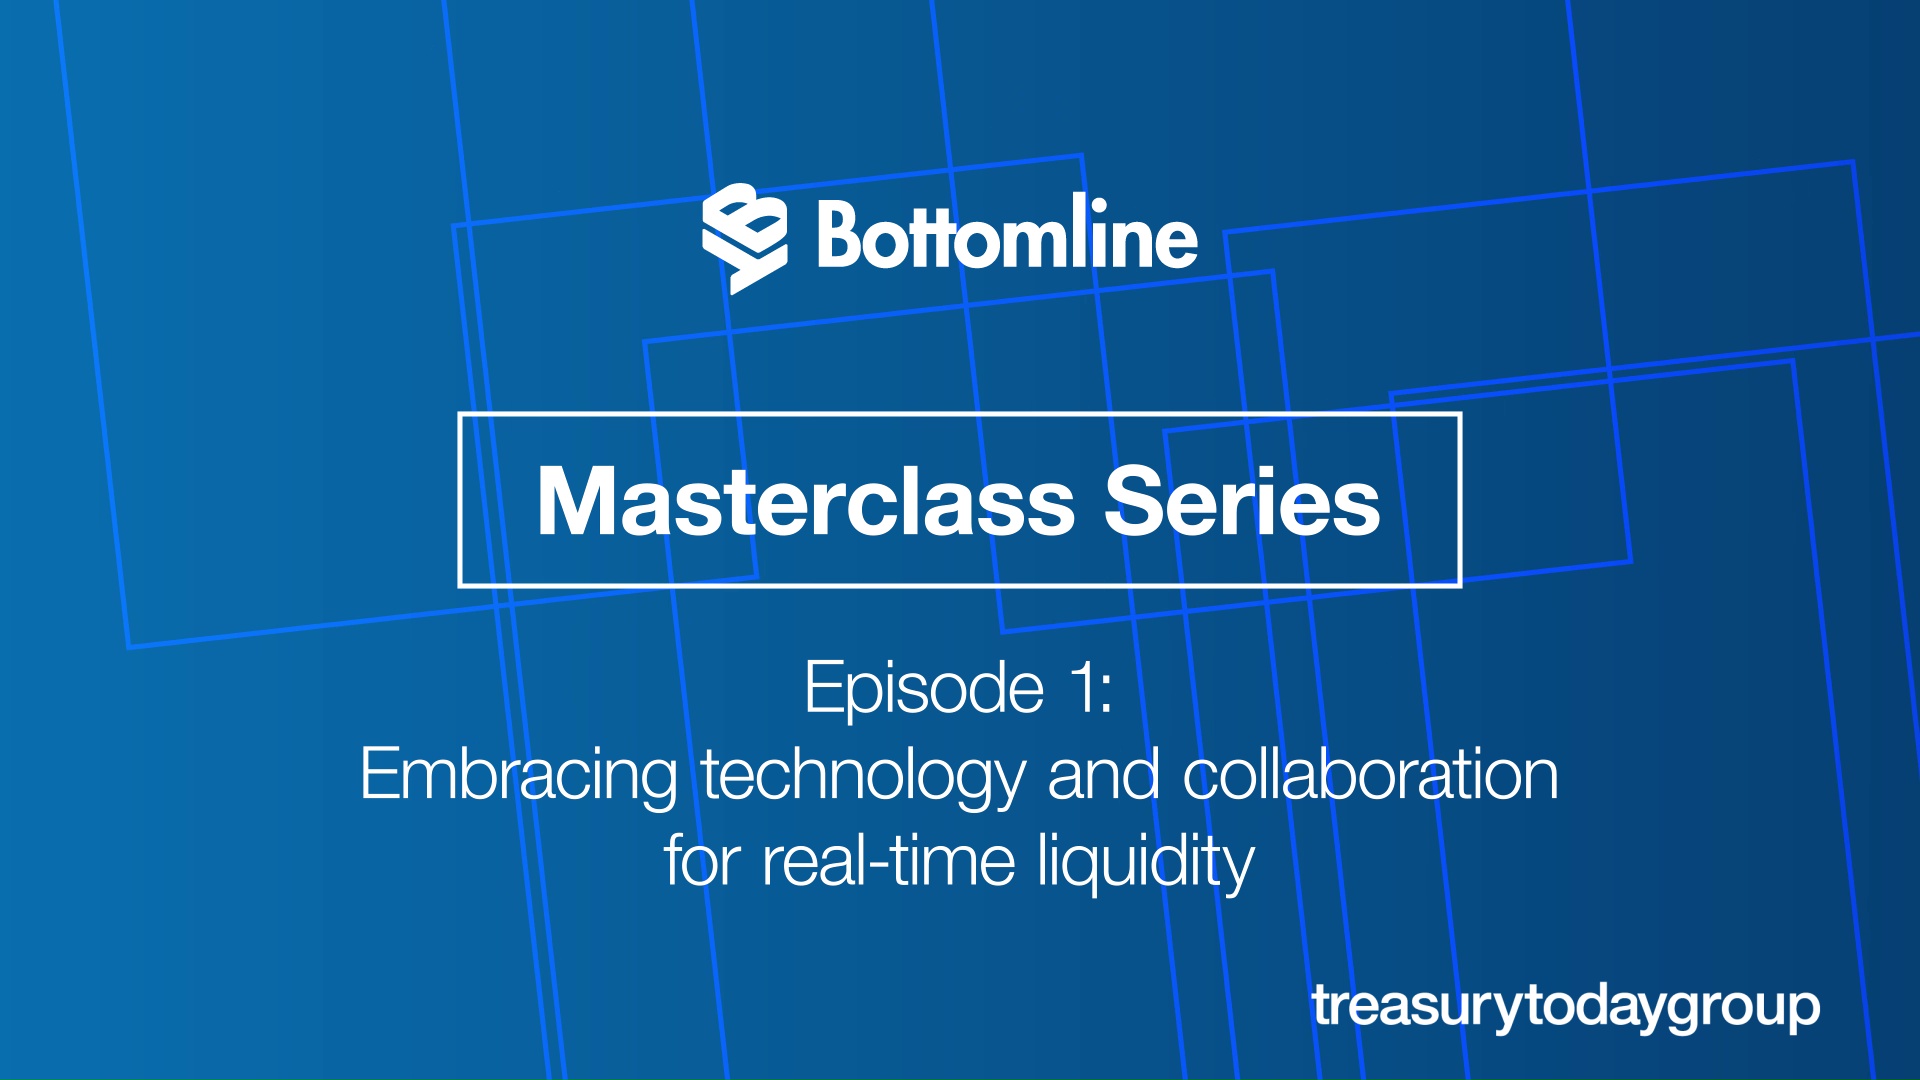 Bottomline
Masterclass Series
Episode 1:
Embracing technology and collaboration
for real-time liquidity
treasurytodaygroup